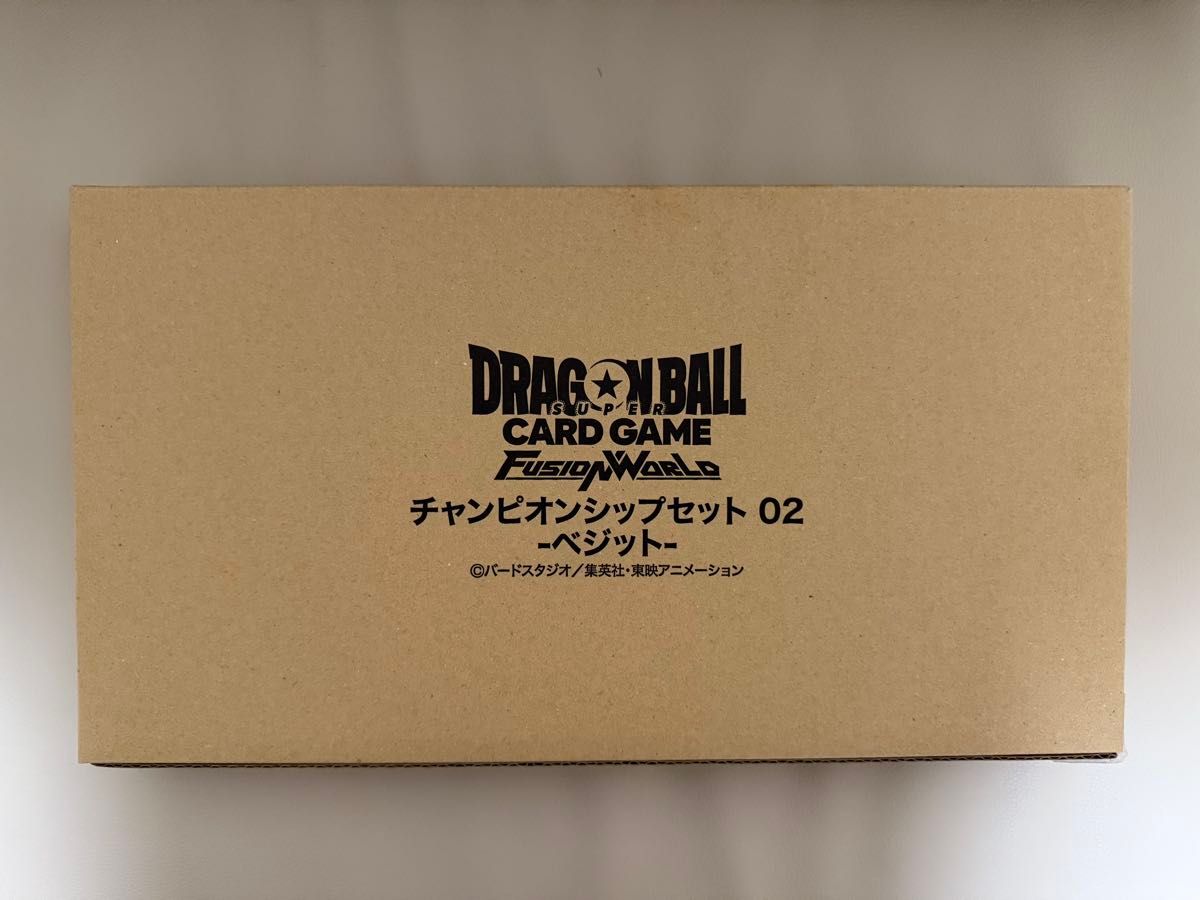 DRAGON BALL
SUPER
CARD GAME
FUSION WORLD
チャンピオンシップセット 02
-ベジット-
©バードスタジオ/集英社・東映アニメーション